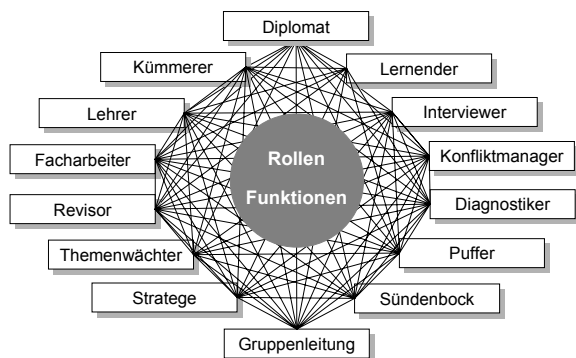 Diplomat
Kümmerer
Lernender
Lehrer
Interviewer
Facharbeiter
Rollen
Konfliktmanager
Funktionen
Revisor
Diagnostiker
Themenwächter
Puffer
Stratege
Sündenbock
Gruppenleitung